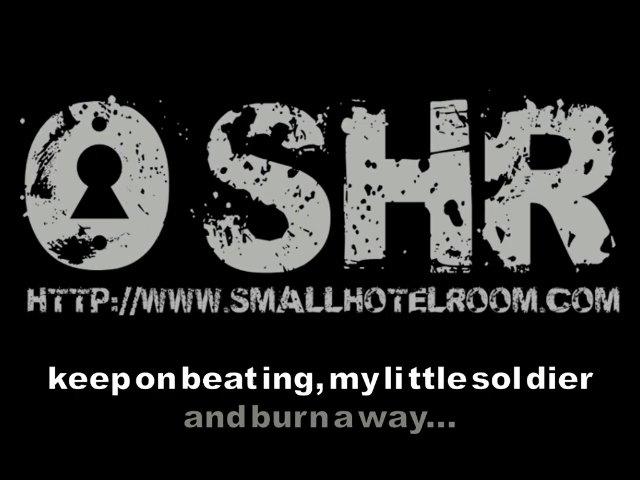 O SHR
HTTP://WWW.SMALLHOTELROOM.COM
keep on beating, my little soldier
and burn away...